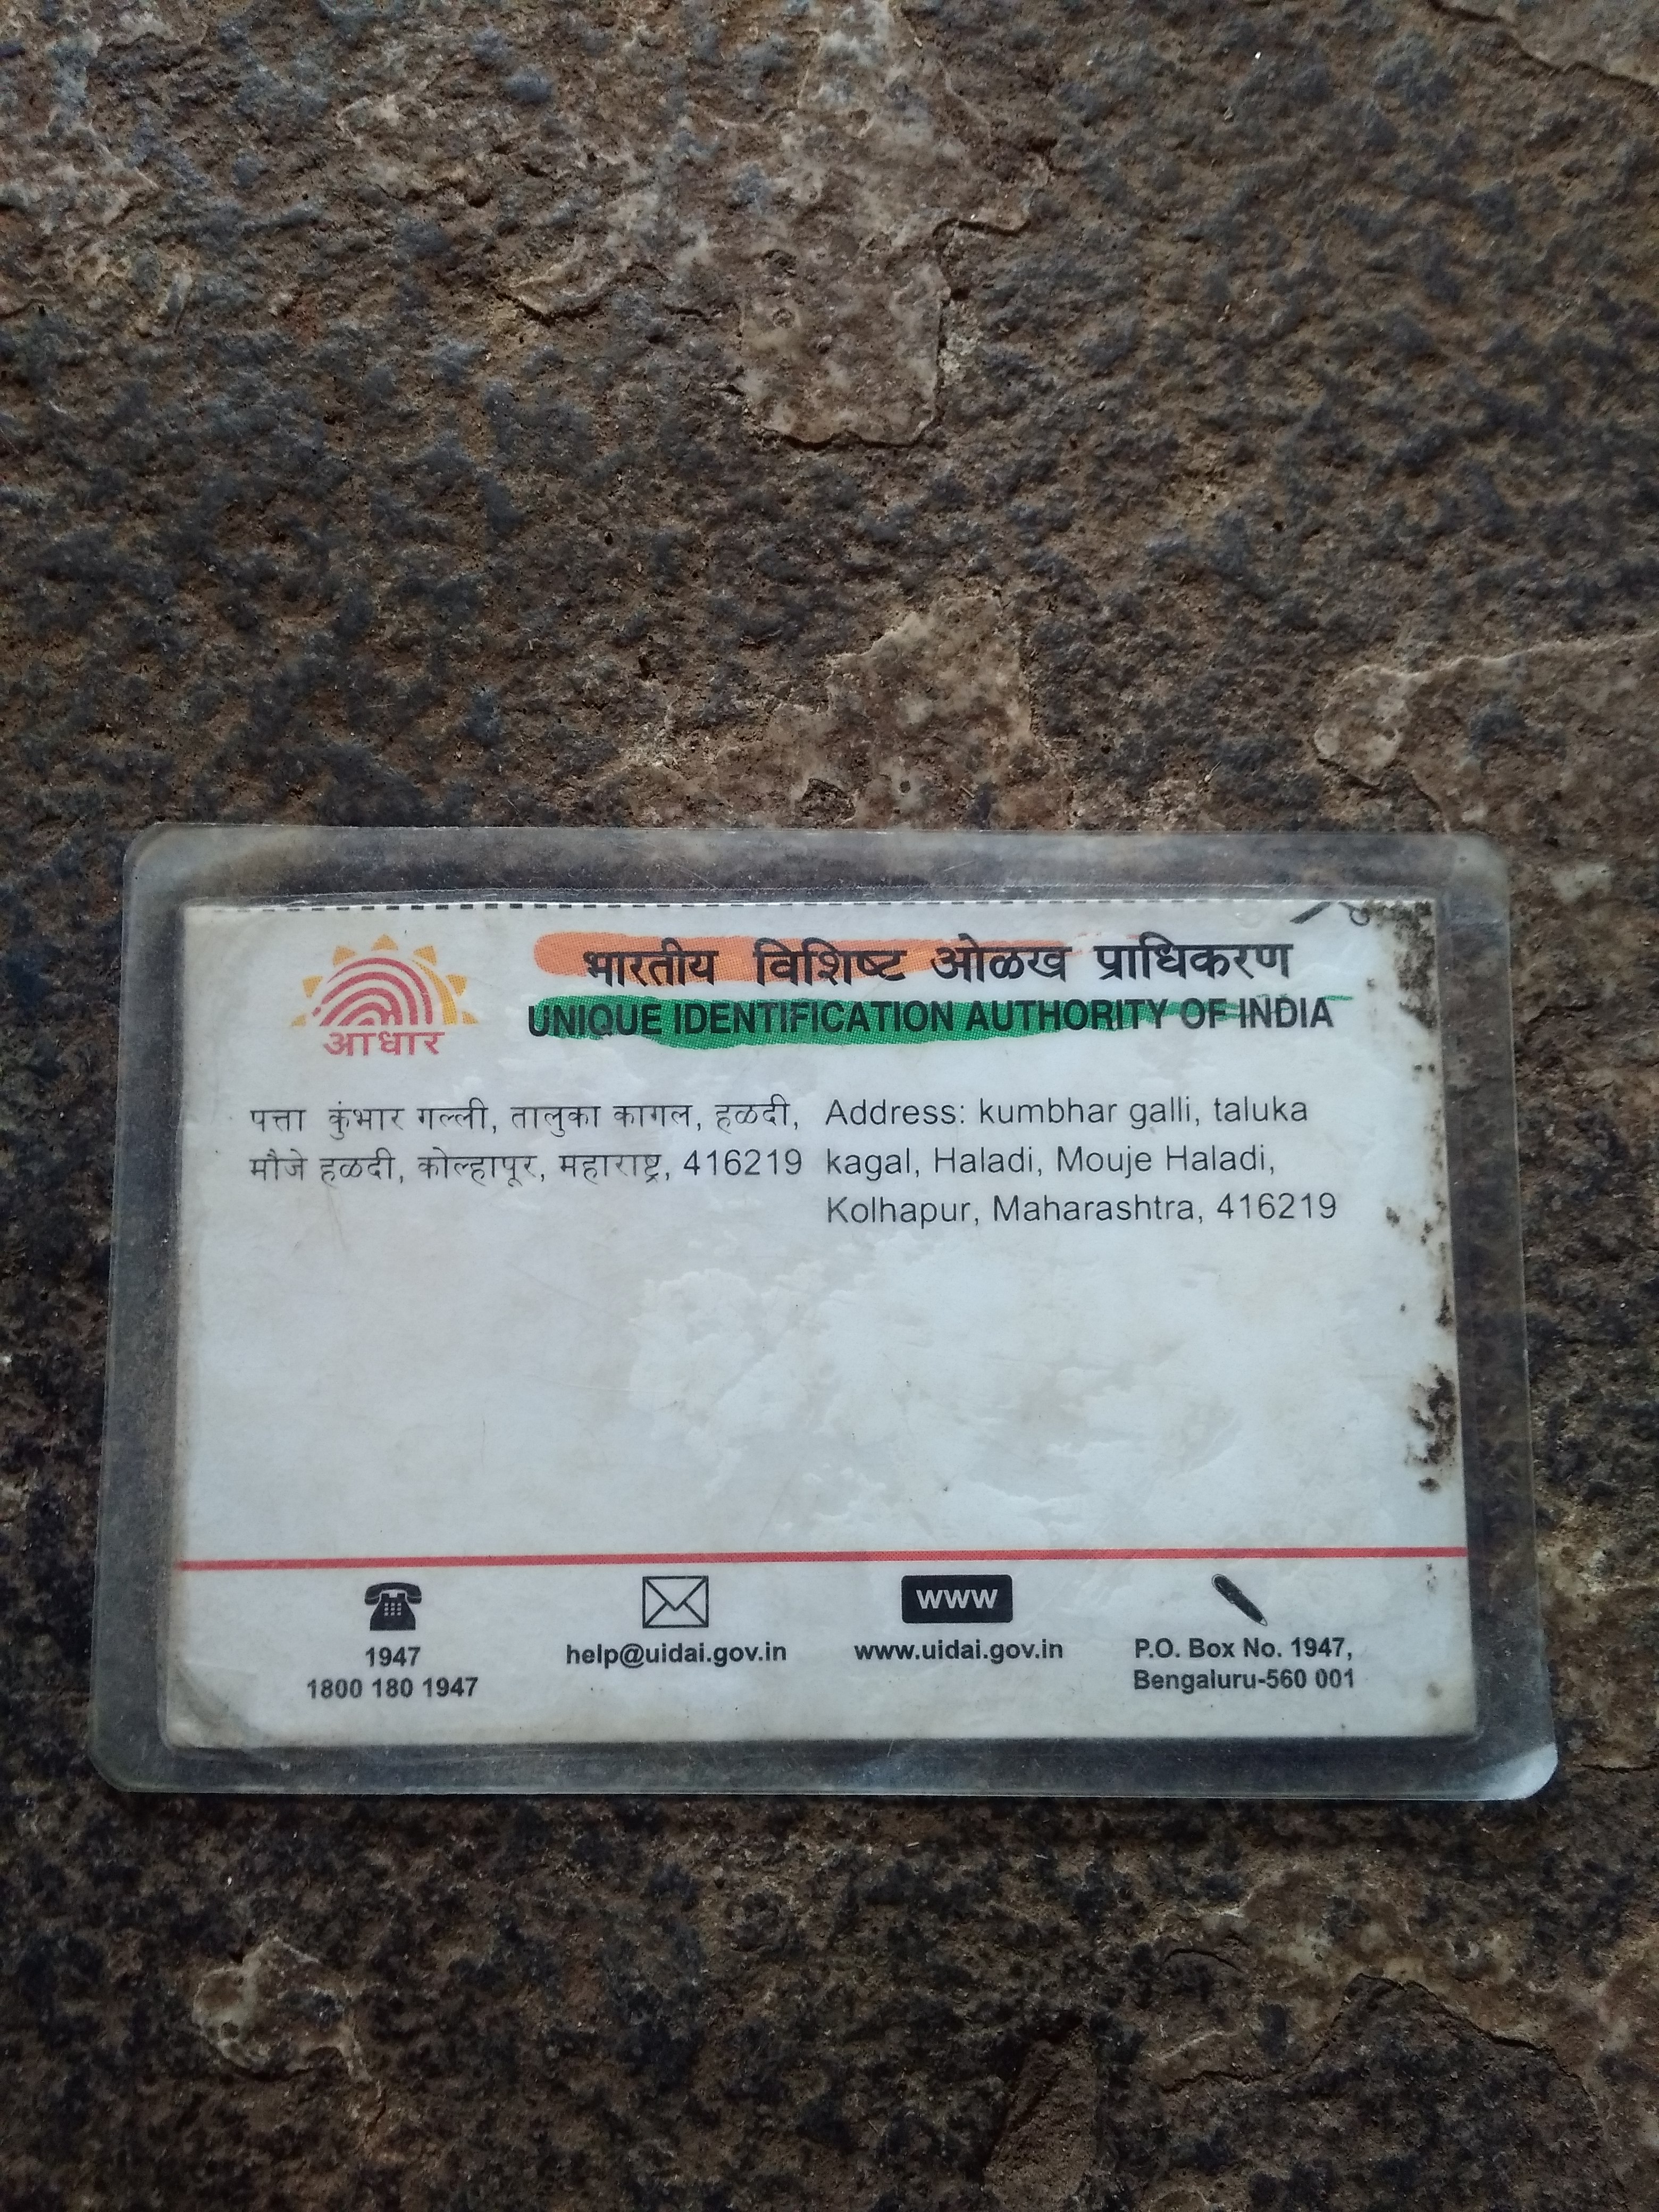 आधार
भारतीय विशिष्ट ओळख प्राधिकरण
UNIQUE IDENTIFICATION AUTHORITY OF INDIA
पत्ता कुंभार गल्ली, तालुका कागल, हळदी,
मौजे हळदी, कोल्हापूर, महाराष्ट्र, 416219
Address: kumbhar galli, taluka
kagal, Haladi, Mouje Haladi,
Kolhapur, Maharashtra, 416219
1947
1800 180 1947
help@uidai.gov.in
www
www.uidai.gov.in
P.O. Box No. 1947,
Bengaluru-560 001